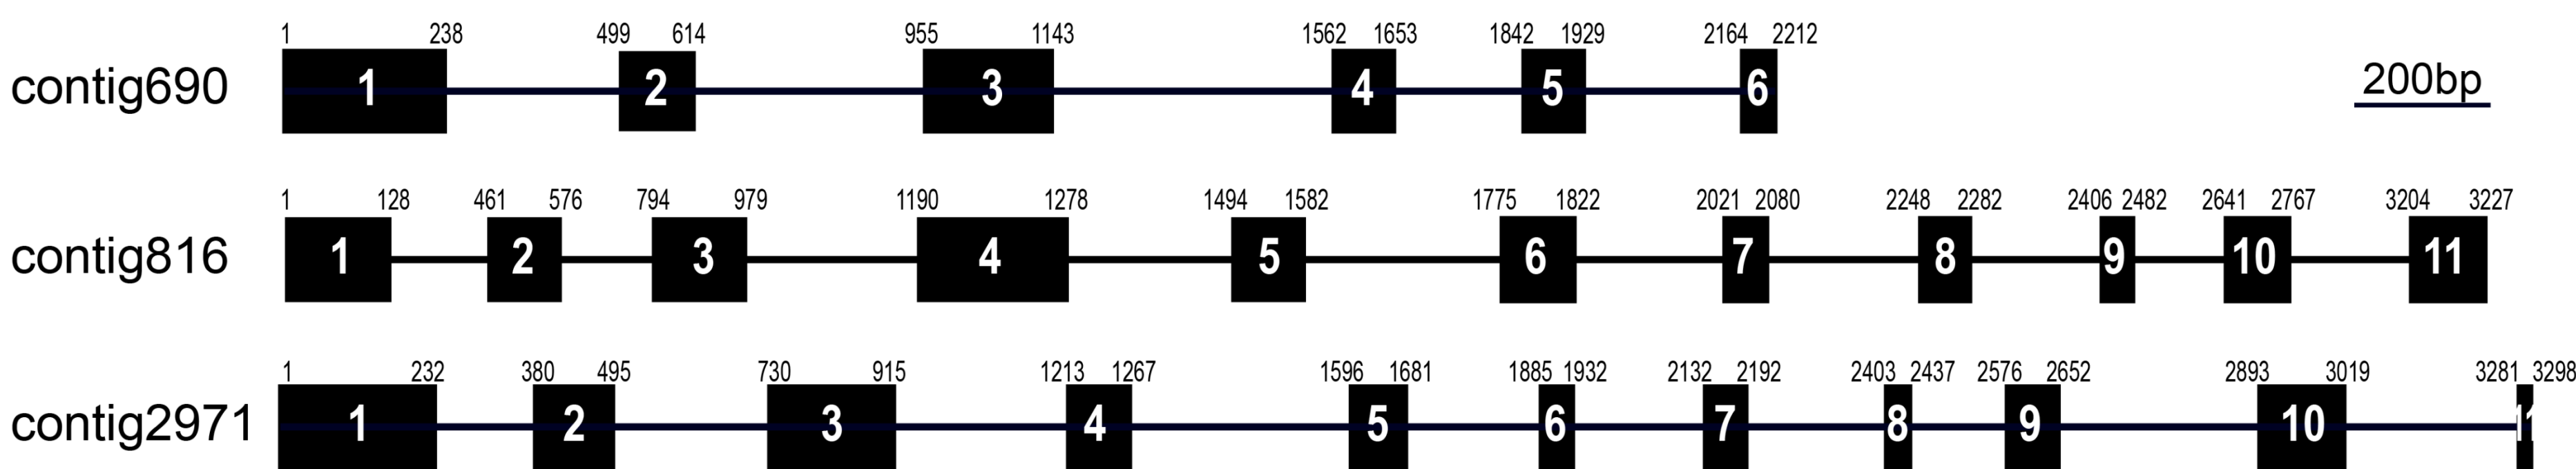 1 238 499 614 955 1143 1562 1653 1842 1929 2164 2212
contig690 1 2 3 4 5 6 200bp
1 128 461 576 794 979 1190 1278 1494 1582 1775 1822 2021 2080 2248 2282 2406 2482 2641 2767 3204 3227
contig816 1 2 3 4 5 6 7 8 9 10 11
1 232 380 495 730 915 1213 1267 1596 1681 1885 1932 2132 2192 2403 2437 2576 2652 2893 3019 3281 3298
contig2971 1 2 3 4 5 6 7 8 9 10 11